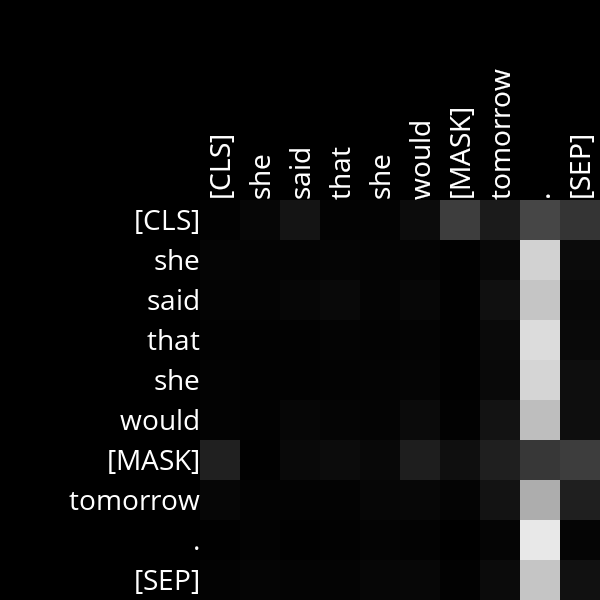 [CLS] she said that she would [MASK] tomorrow . [SEP]
[CLS]
she
said
that
she
would
[MASK]
tomorrow
.
[SEP]